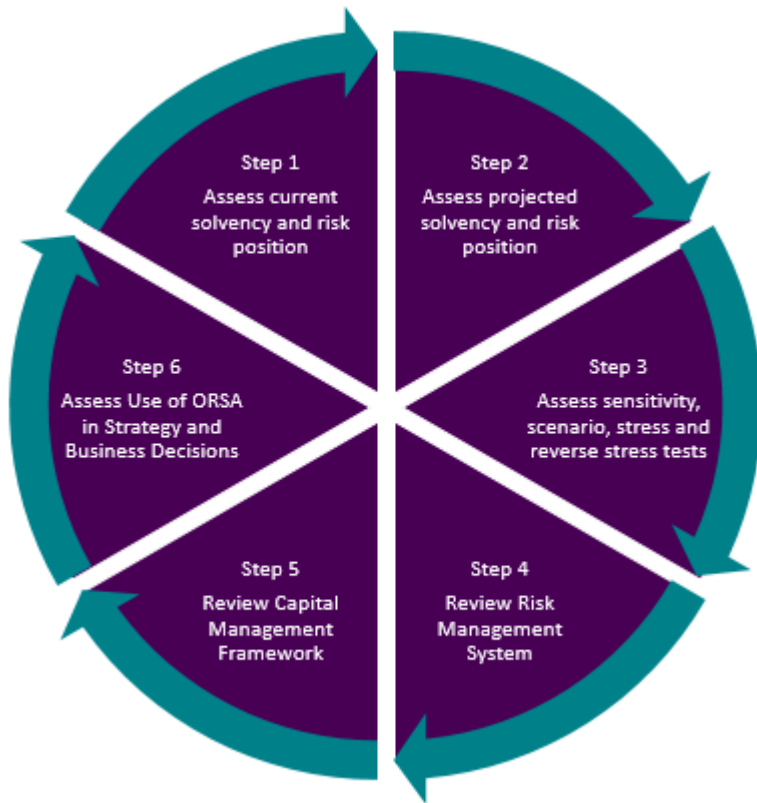 Step 1
Assess current
solvency and risk
position
Step 2
Assess projected
solvency and risk
position
Step 3
Assess sensitivity,
scenario, stress and
reverse stress tests
Step 4
Review Risk
Management
System
Step 5
Review Capital
Management
Framework
Step 6
Assess Use of ORSA
in Strategy and
Business Decisions